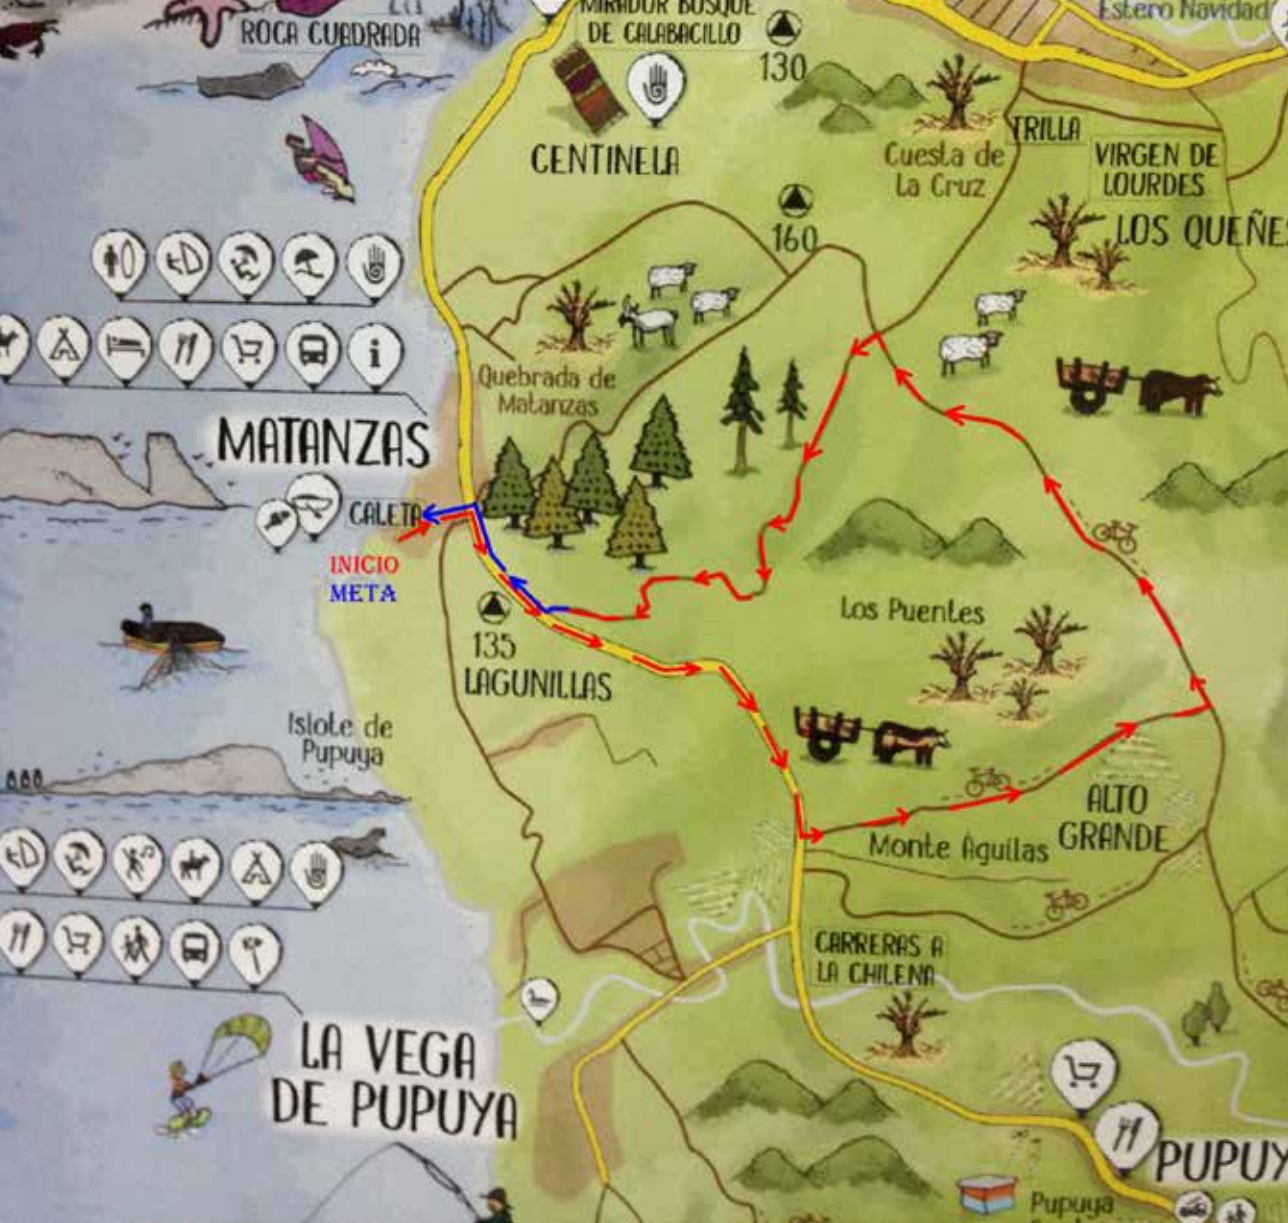 MIRADOR BOSQUE
DE CALABACILLO
ROCA CUADRADA
Estero Navidad
130
CENTINELA
TRILLA
Cuesta de
La Cruz
VIRGEN DE
LOURDES
LOS QUEÑES
160
Quebrada de
Matanzas
i
MATANZAS
CALETA
INICIO
META
135
LAGUNILLAS
Los Puentes
Islote de
Pupuya
ALTO
GRANDE
Monte Aguilas
CARRERAS A
LA CHILENA
LA VEGA
DE PUPUYA
PUPUY
Pupuya